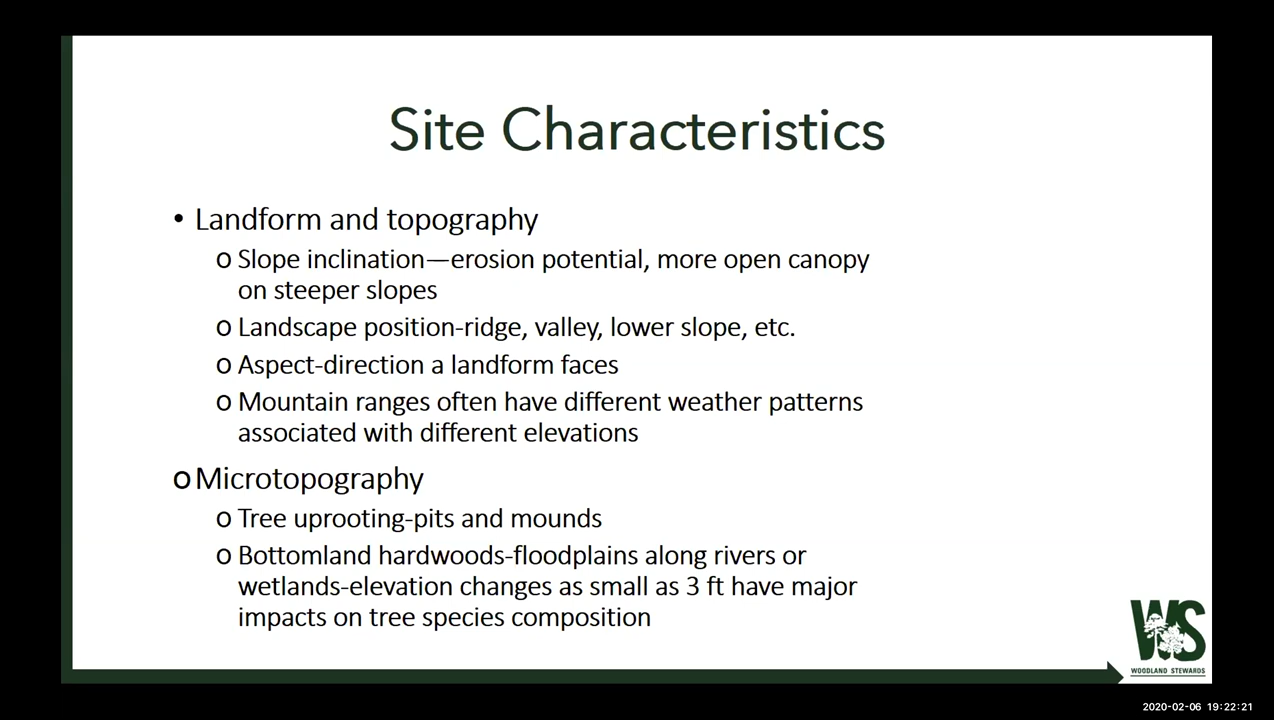 Site Characteristics
• Landform and topography
o Slope inclination—erosion potential, more open canopy
on steeper slopes
o Landscape position-ridge, valley, lower slope, etc.
o Aspect-direction a landform faces
o Mountain ranges often have different weather patterns
associated with different elevations
o Microtopography
o Tree uprooting-pits and mounds
o Bottomland hardwoods-floodplains along rivers or
wetlands-elevation changes as small as 3 ft have major
impacts on tree species composition
WS
WOODLAND STEWARDS
2020-02-06 19:22:21